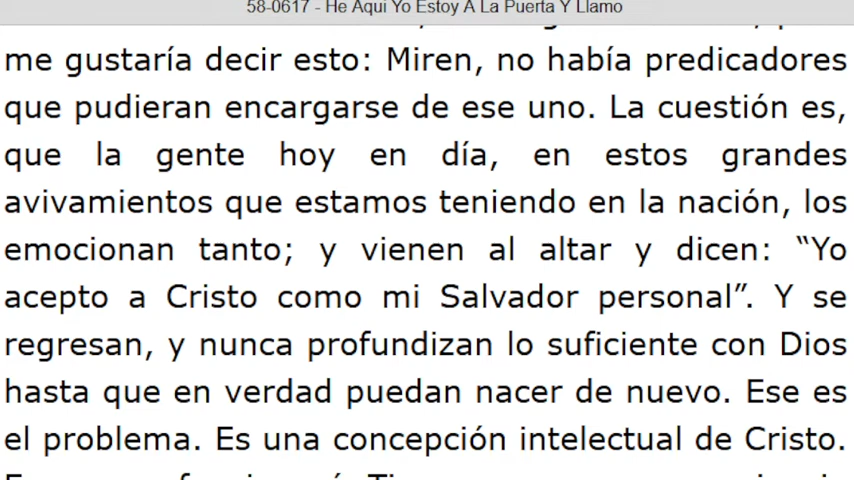 58-0617 - He Aqui Yo Estoy A La Puerta Y Llamo
me gustaría decir esto: Miren, no había predicadores
que pudieran encargarse de ese uno. La cuestión es,
que la gente hoy en día, en estos grandes
avivamientos que estamos teniendo en la nación, los
emocionan tanto; y vienen al altar y dicen: “Yo
acepto a Cristo como mi Salvador personal”. Y se
regresan, y nunca profundizan lo suficiente con Dios
hasta que en verdad puedan nacer de nuevo. Ese es
el problema. Es una concepción intelectual de Cristo.